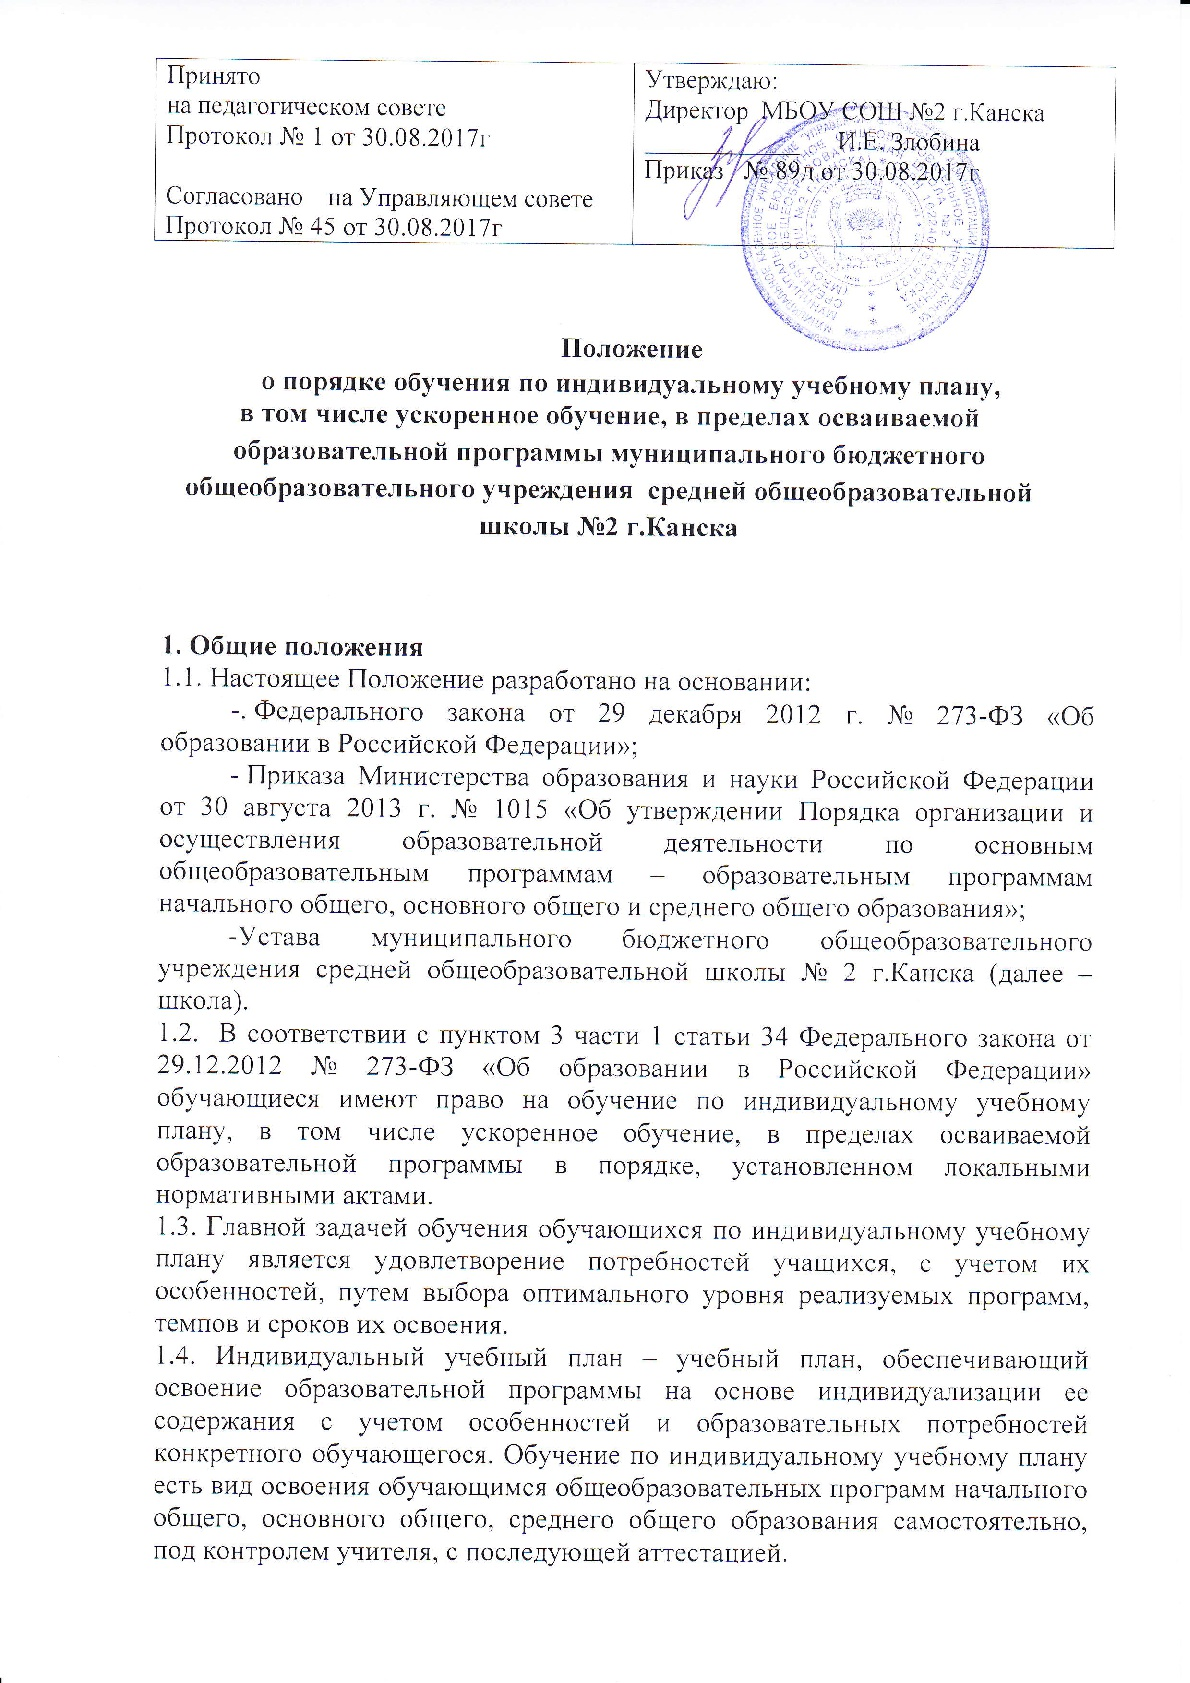 Принято
на педагогическом совете
Протокол № 1 от 30.08.2017г
Согласовано на Управляющем совете
Протокол № 45 от 30.08.2017г
Утверждаю:
Директор МБОУ СОШ №2 г.Канска
И.Е. Злобина
Приказ № 89д от 30.08.2017г
Положение
о порядке обучения по индивидуальному учебному плану,
в том числе ускоренное обучение, в пределах осваиваемой
образовательной программы муниципального бюджетного
общеобразовательного учреждения средней общеобразовательной
школы №2 г.Канска
1. Общие положения
1.1. Настоящее Положение разработано на основании:
-. Федерального закона от 29 декабря 2012 г. № 273-ФЗ «Об
образовании в Российской Федерации»;
- Приказа Министерства образования и науки Российской Федерации
от 30 августа 2013 г. № 1015 «Об утверждении Порядка организации и
осуществления образовательной деятельности по основным
общеобразовательным программам – образовательным программам
начального общего, основного общего и среднего общего образования»;
-Устава муниципального бюджетного общеобразовательного
учреждения средней общеобразовательной школы № 2 г.Канска (далее –
школа).
1.2. В соответствии с пунктом 3 части 1 статьи 34 Федерального закона от
29.12.2012 № 273-ФЗ «Об образовании в Российской Федерации»
обучающиеся имеют право на обучение по индивидуальному учебному
плану, в том числе ускоренное обучение, в пределах осваиваемой
образовательной программы в порядке, установленном локальными
нормативными актами.
1.3. Главной задачей обучения обучающихся по индивидуальному учебному
плану является удовлетворение потребностей учащихся, с учетом их
особенностей, путем выбора оптимального уровня реализуемых программ,
темпов и сроков их освоения.
1.4. Индивидуальный учебный план – учебный план, обеспечивающий
освоение образовательной программы на основе индивидуализации ее
содержания с учетом особенностей и образовательных потребностей
конкретного обучающегося. Обучение по индивидуальному учебному плану
есть вид освоения обучающимся общеобразовательных программ начального
общего, основного общего, среднего общего образования самостоятельно,
под контролем учителя, с последующей аттестацией.